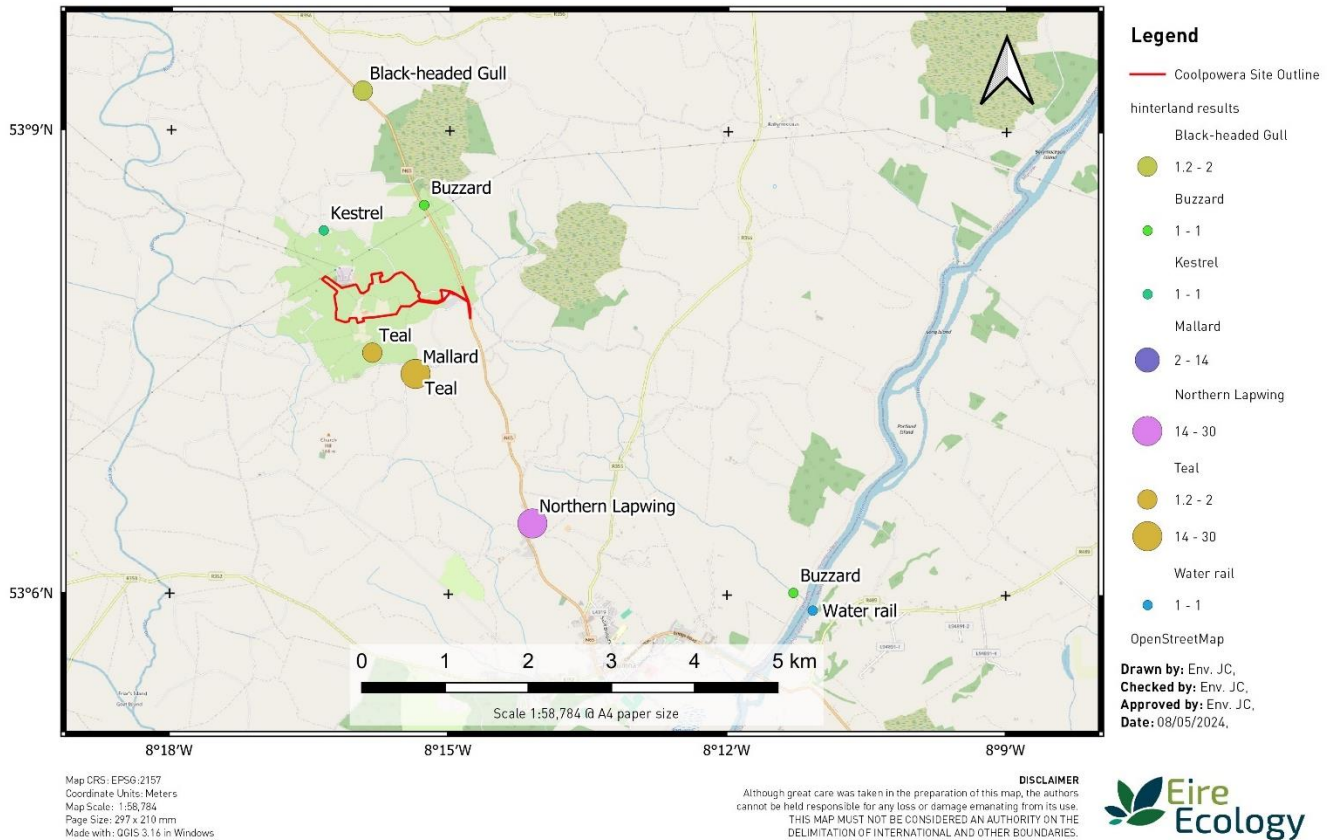 Black-headed Gull
53°9'N
Buzzard
Kestrel
Teal
Mallard
Teal
Northern Lapwing
53°6'N
Buzzard
Water rail
R355
N65
R353
R489
0 1 2 3 4 5 km
Scale 1:58,784 @ A4 paper size
8°18'W 8°15'W 8°12'W 8°9'W
Legend
Coolpowera Site Outline
hinterland results
Black-headed Gull
1.2 - 2
Buzzard
1 - 1
Kestrel
1 - 1
Mallard
2 - 14
Northern Lapwing
14 - 30
Teal
1.2 - 2
14 - 30
Water rail
1 - 1
OpenStreetMap
Drawn by: Env. JC,
Checked by: Env. JC,
Approved by: Env. JC,
Date: 08/05/2024,
Map CRS: EPSG:2157
Coordinate Units: Meters
Map Scale: 1:58,784
Page Size: 297 x 210 mm
Made with: QGIS 3.16 in Windows
DISCLAIMER
Although great care was taken in the preparation of this map, the authors
cannot be held responsible for any loss or damage emanating from its use.
THIS MAP MUST NOT BE CONSIDERED AN AUTHORITY ON THE
DELIMITATION OF INTERNATIONAL AND OTHER BOUNDARIES.
Eire
Ecology